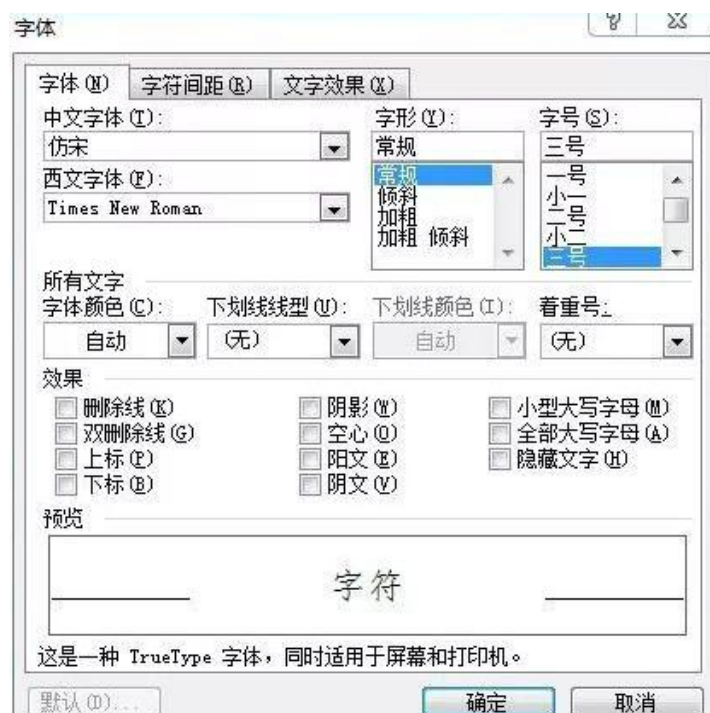 字体
字体(N) 字符间距(R) 文字效果(X)
中文字体(T): 字形(Y): 字号(S):
仿宋 常规 三号
西文字体(F): 常规 一号
Times New Roman 倾斜 小一
加粗 二号
加粗 倾斜 小二
三号
所有文字
字体颜色(C): 下划线线型(U): 下划线颜色(I): 着重号:
自动 (无) 自动 (无)
效果
删除线(K) 阴影(W) 小型大写字母(M)
双删除线(G) 空心(O) 全部大写字母(A)
上标(P) 阳文(E) 隐藏文字(H)
下标(B) 阴文(V)
预览
字符
这是一种 TrueType 字体，同时适用于屏幕和打印机。
默认(D)... 确定 取消